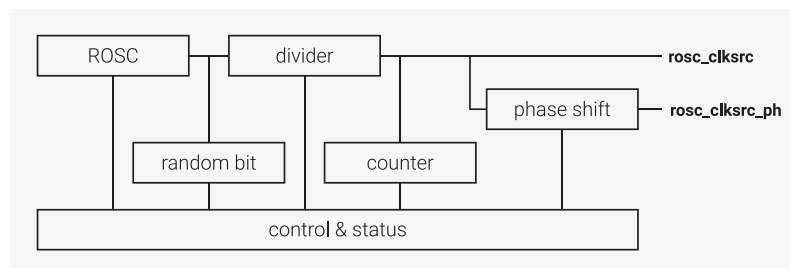 ROSC
divider
rosc_clksrc
phase shift
rosc_clksrc_ph
random bit
counter
control & status